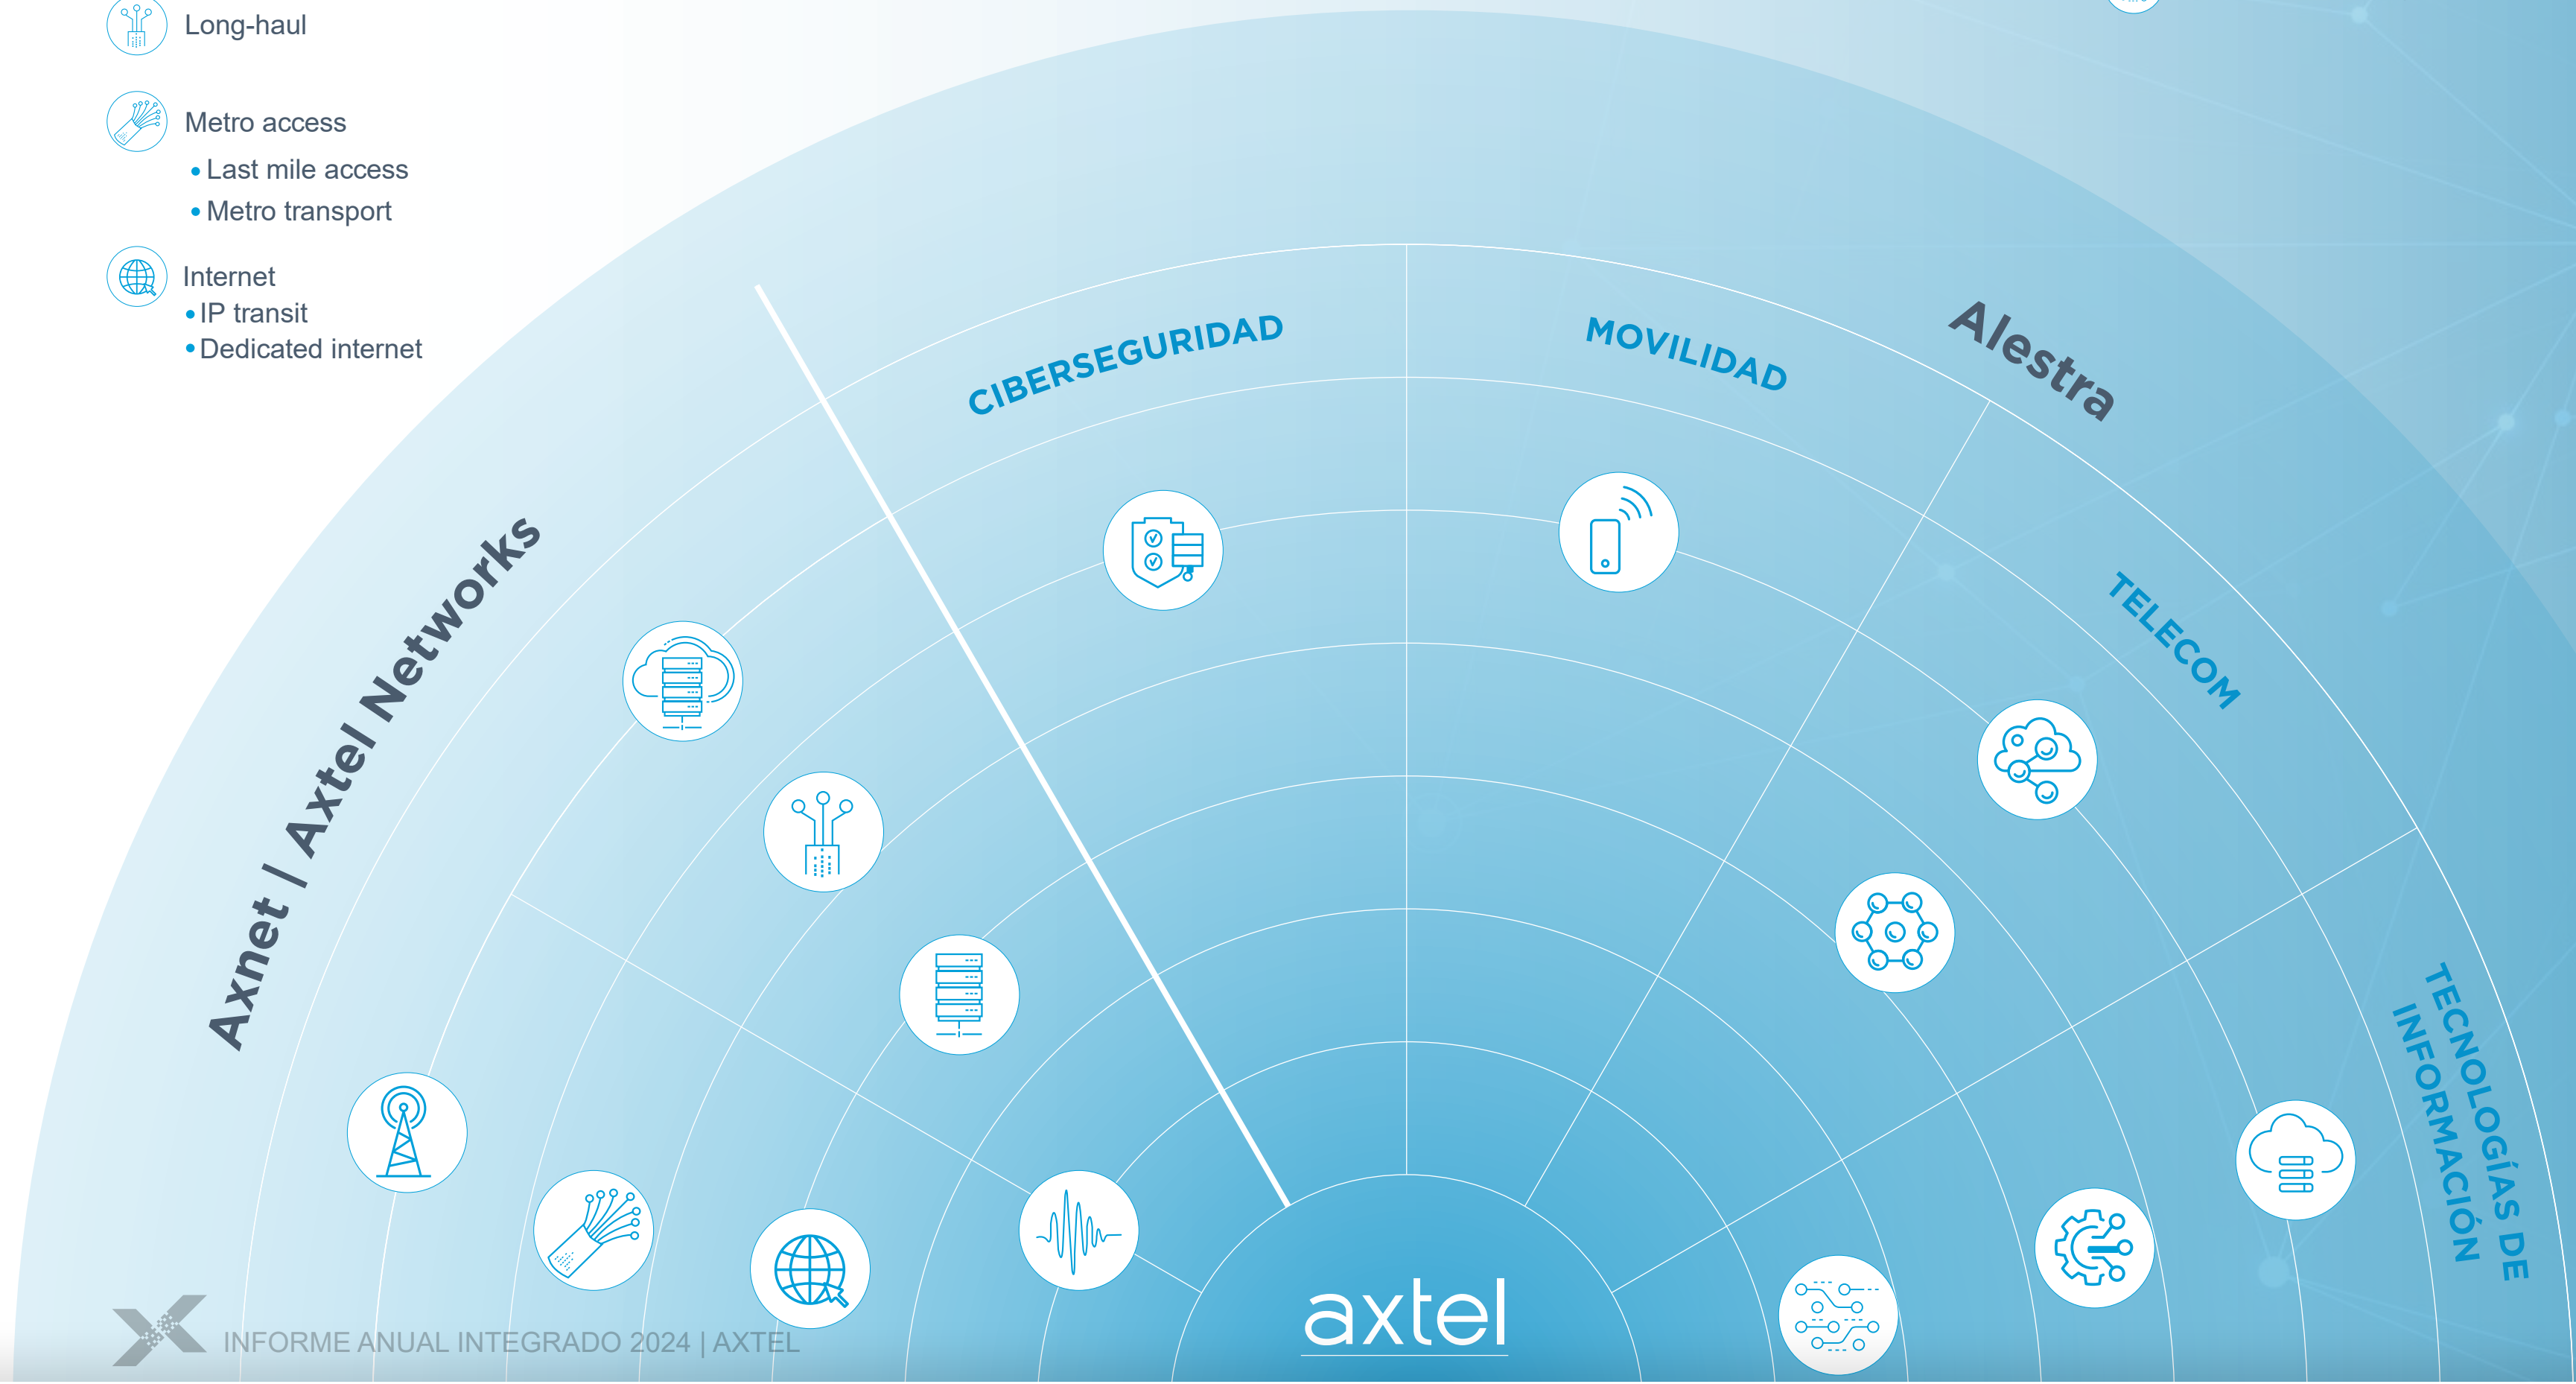 Long-haul
Metro access
• Last mile access
• Metro transport
Internet
• IP transit
• Dedicated internet
Axnet | Axtel Networks
CIBERSEGURIDAD
MOVILIDAD
Alestra
TELECOM
TECNOLOGÍAS DE
INFORMACIÓN
axtel
INFORME ANUAL INTEGRADO 2024 | AXTEL